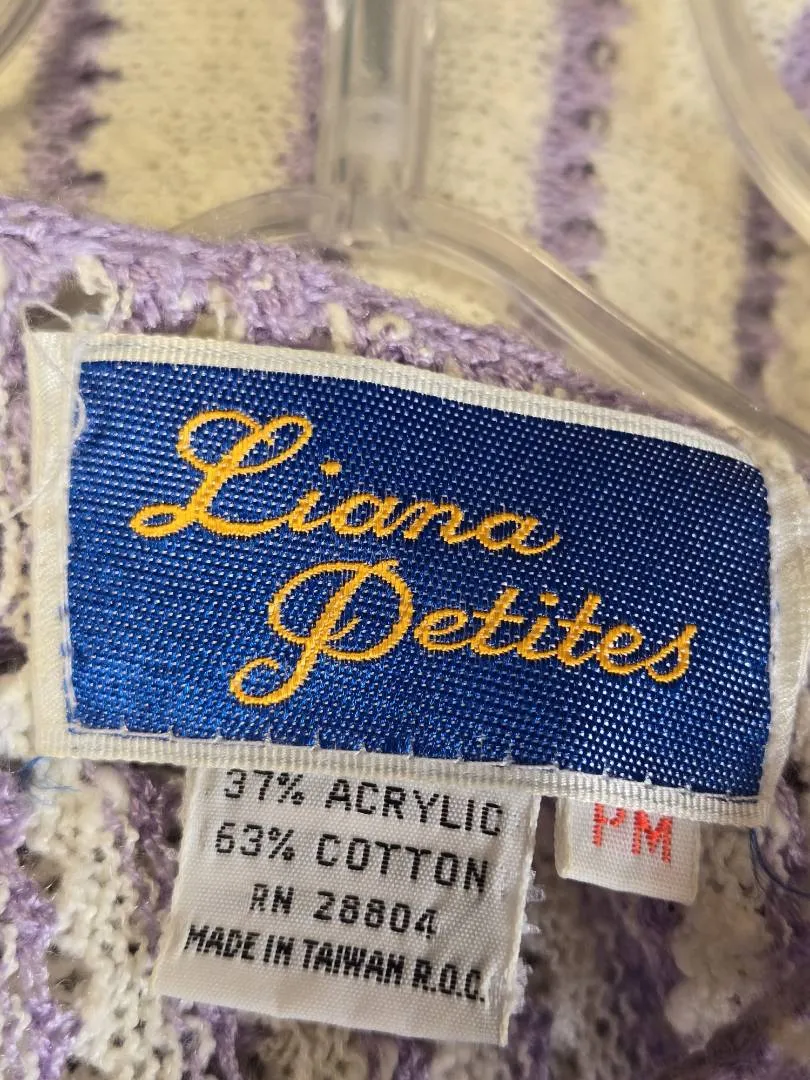 Liana
Petites
37% ACRYLIC
63% COTTON
RN 28804
MADE IN TAIWAN R.O.C.
PM